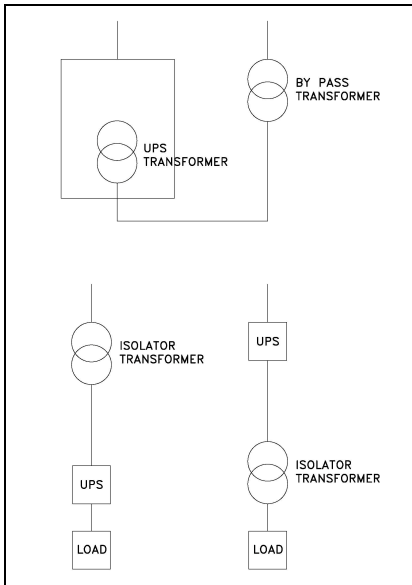 BY PASS
TRANSFORMER
UPS
TRANSFORMER
ISOLATOR
TRANSFORMER
UPS
LOAD
UPS
ISOLATOR
TRANSFORMER
LOAD